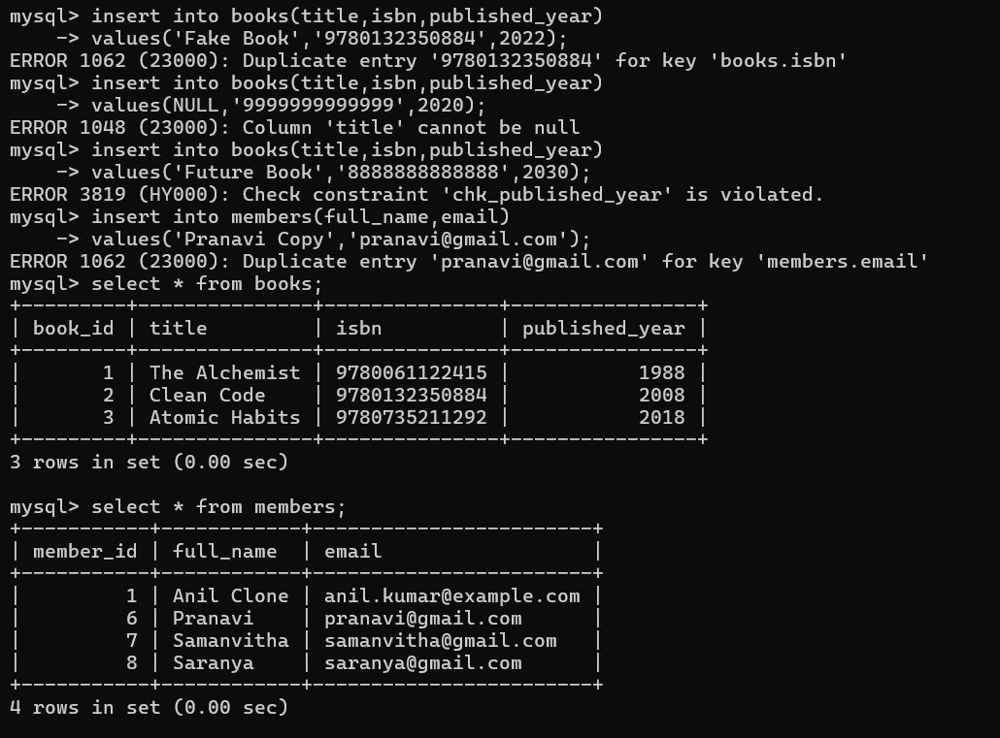 mysql> insert into books(title,isbn,published_year)
    -> values('Fake Book','9780132350884',2022);
ERROR 1062 (23000): Duplicate entry '9780132350884' for key 'books.isbn'
mysql> insert into books(title,isbn,published_year)
    -> values(NULL,'9999999999999',2020);
ERROR 1048 (23000): Column 'title' cannot be null
mysql> insert into books(title,isbn,published_year)
    -> values('Future Book','8888888888888',2030);
ERROR 3819 (HY000): Check constraint 'chk_published_year' is violated.
mysql> insert into members(full_name,email)
    -> values('Pranavi Copy','pranavi@gmail.com');
ERROR 1062 (23000): Duplicate entry 'pranavi@gmail.com' for key 'members.email'
mysql> select * from books;
+---------+---------------+---------------+----------------+
| book_id | title         | isbn          | published_year |
+---------+---------------+---------------+----------------+
|       1 | The Alchemist | 9780061122415 |           1988 |
|       2 | Clean Code    | 9780132350884 |           2008 |
|       3 | Atomic Habits | 9780735211292 |           2018 |
+---------+---------------+---------------+----------------+
3 rows in set (0.00 sec)

mysql> select * from members;
+-----------+------------+------------------------+
| member_id | full_name  | email                  |
+-----------+------------+------------------------+
|         1 | Anil Clone | anil.kumar@example.com |
|         6 | Pranavi    | pranavi@gmail.com      |
|         7 | Samanvitha | samanvitha@gmail.com   |
|         8 | Saranya    | saranya@gmail.com      |
+-----------+------------+------------------------+
4 rows in set (0.00 sec)